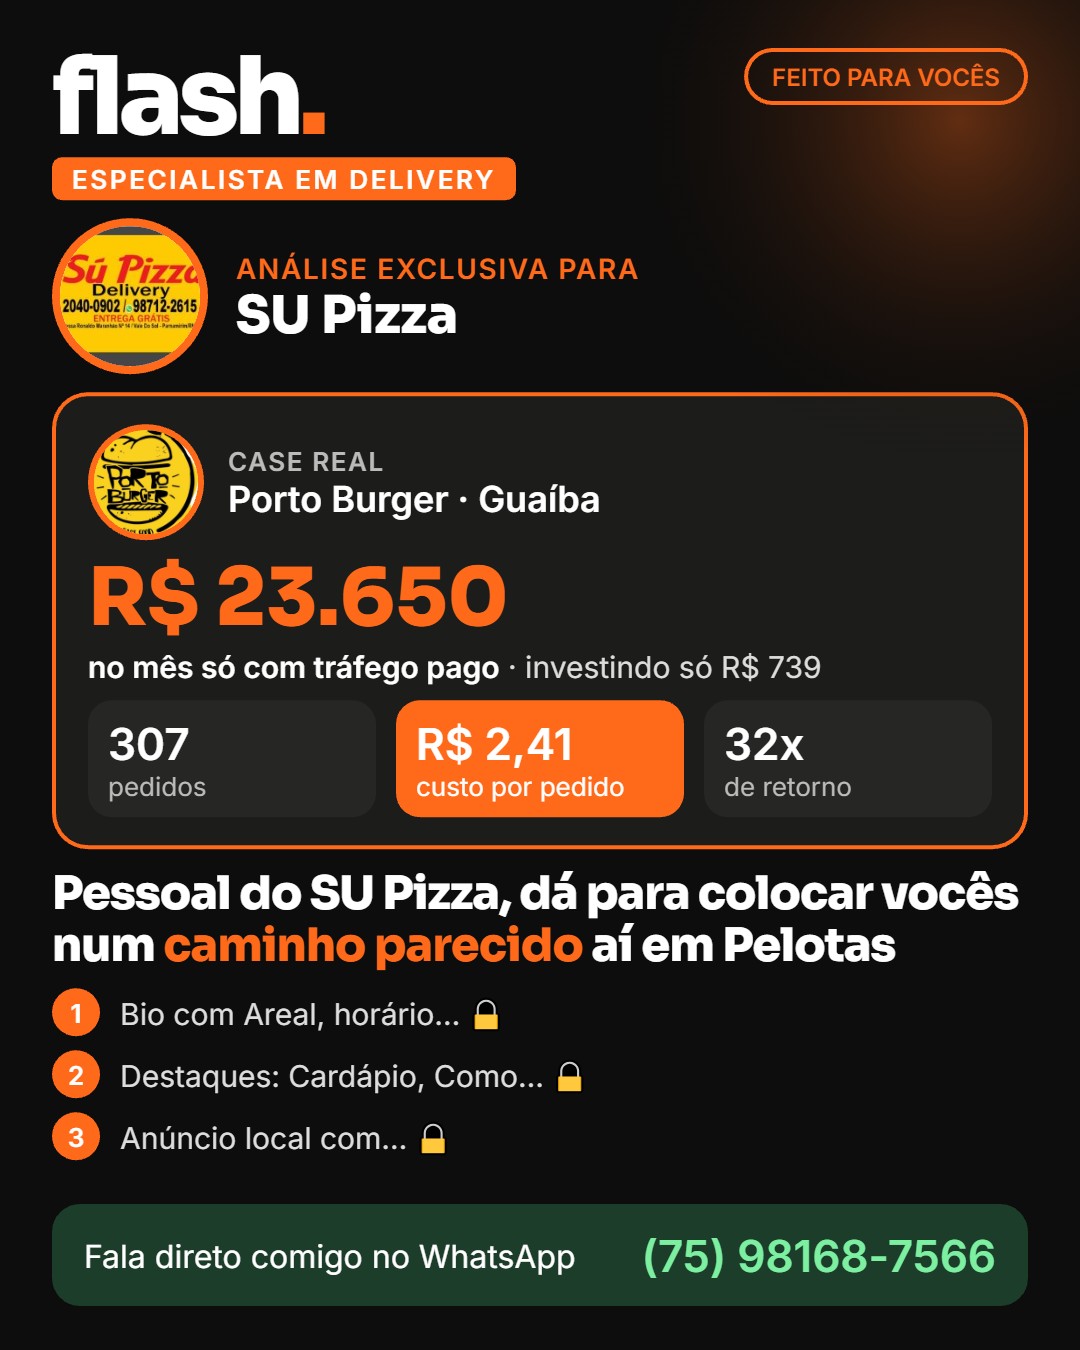 flash.
FEITO PARA VOCÊS
ESPECIALISTA EM DELIVERY
Sú Pizza
Delivery
2040-0902 / 98712-2615
ENTREGA GRÁTIS
ANÁLISE EXCLUSIVA PARA
SU Pizza
PORTO
BURGER
CASE REAL
Porto Burger · Guaíba
R$ 23.650
no mês só com tráfego pago · investindo só R$ 739
307
pedidos
R$ 2,41
custo por pedido
32x
de retorno
Pessoal do SU Pizza, dá para colocar vocês
num caminho parecido aí em Pelotas
1 Bio com Areal, horário... 🔒
2 Destaques: Cardápio, Como... 🔒
3 Anúncio local com... 🔒
Fala direto comigo no WhatsApp (75) 98168-7566